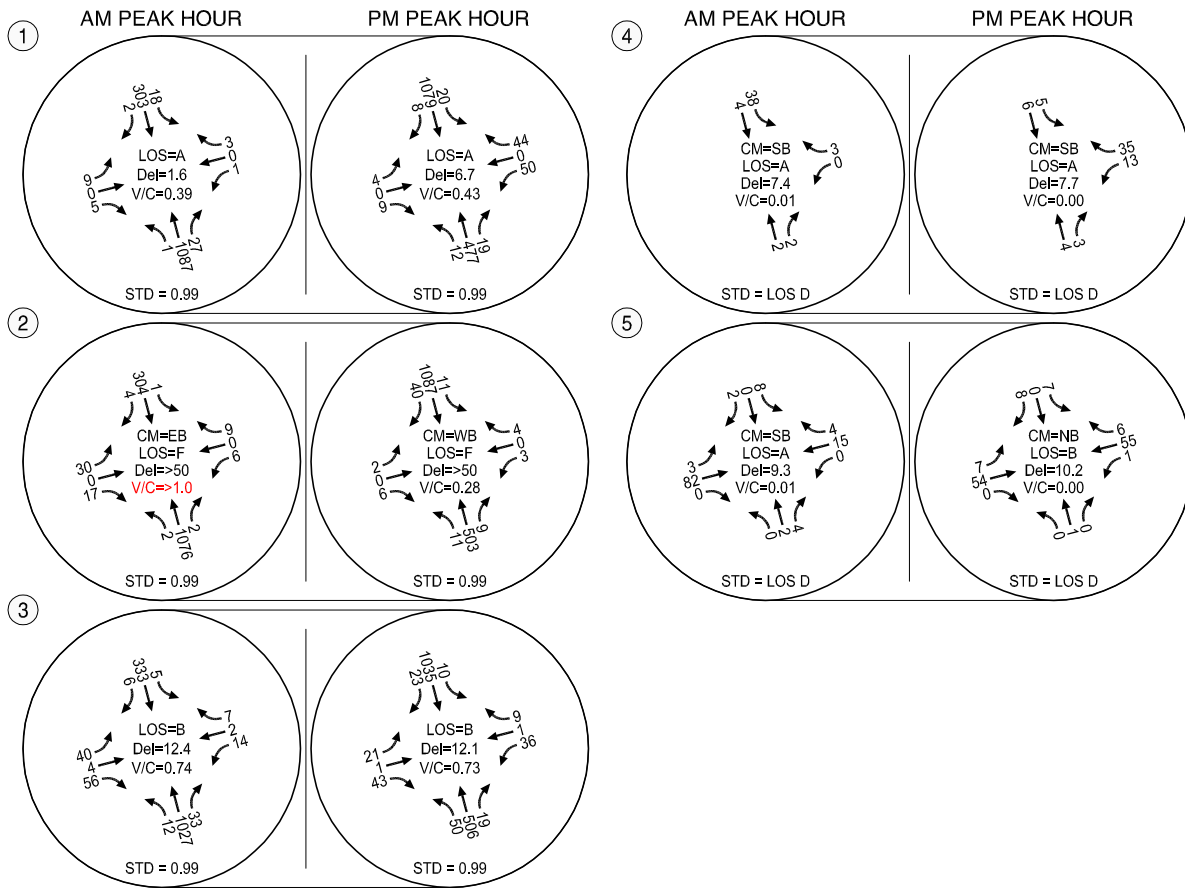 AM PEAK HOUR
PM PEAK HOUR
1
2
303
18
3
0
1
9
0
5
1
1087
27
LOS=A
Del=1.6
V/C=0.39
STD = 0.99
8
1079
20
44
0
50
4
0
9
12
477
19
LOS=A
Del=6.7
V/C=0.43
STD = 0.99
2
4
304
1
9
0
6
30
0
17
2
1076
2
CM=EB
LOS=F
Del=>50
V/C=>1.0
STD = 0.99
40
1087
11
4
0
3
2
0
6
11
503
9
CM=WB
LOS=F
Del=>50
V/C=0.28
STD = 0.99
3
6
333
5
7
2
14
40
4
56
12
1027
33
LOS=B
Del=12.4
V/C=0.74
STD = 0.99
23
1035
10
9
1
36
21
1
43
50
506
19
LOS=B
Del=12.1
V/C=0.73
STD = 0.99
AM PEAK HOUR
PM PEAK HOUR
4
4
38
3
0
2
2
CM=SB
LOS=A
Del=7.4
V/C=0.01
STD = LOS D
6
5
35
13
4
3
CM=SB
LOS=A
Del=7.7
V/C=0.00
STD = LOS D
5
2
0
8
4
15
0
3
82
0
0
2
4
CM=SB
LOS=A
Del=9.3
V/C=0.01
STD = LOS D
8
0
7
6
55
1
7
54
0
0
1
0
CM=NB
LOS=B
Del=10.2
V/C=0.00
STD = LOS D